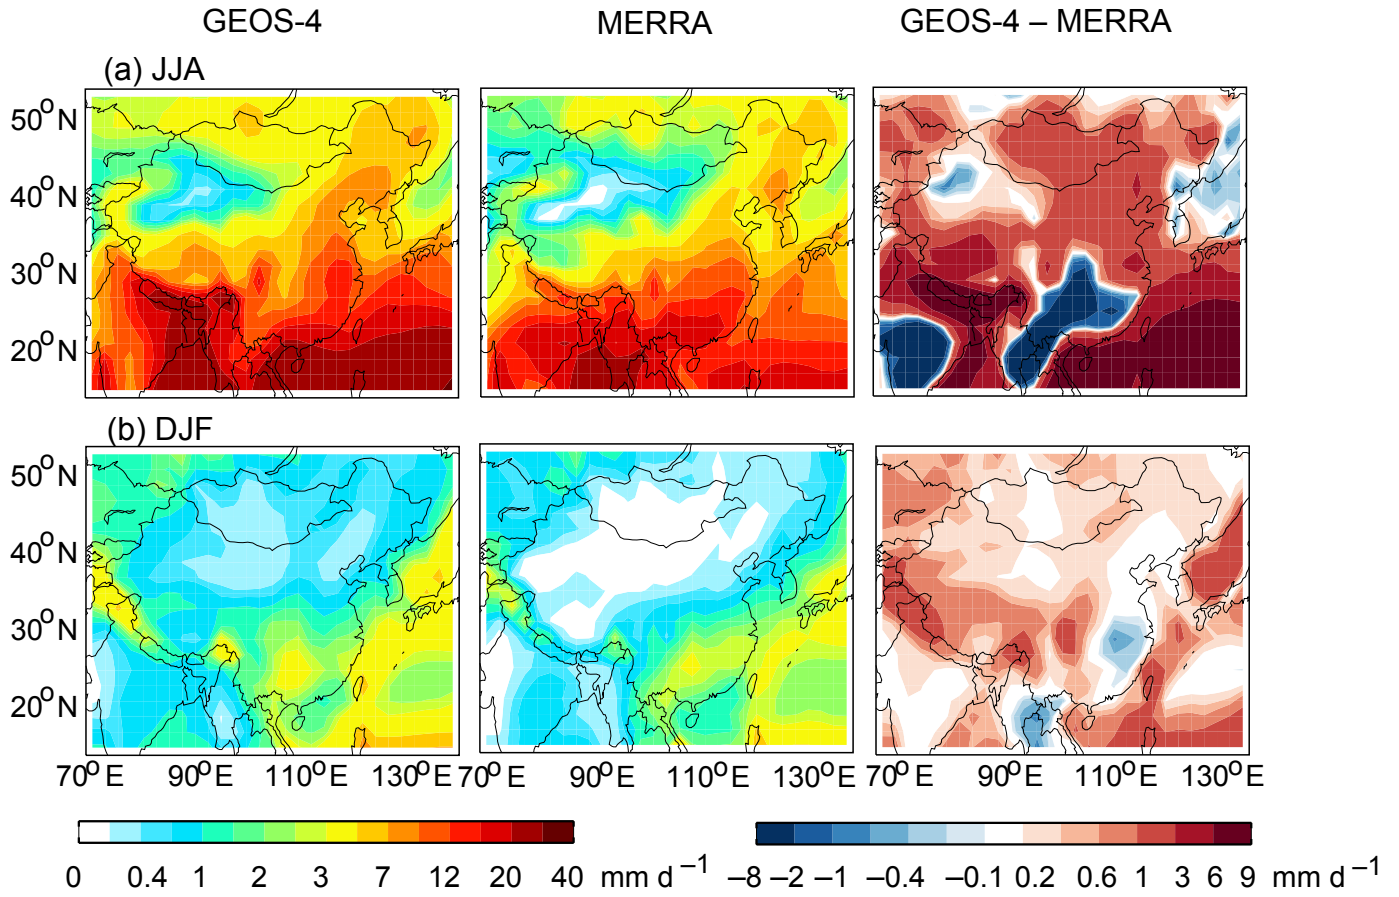 GEOS-4 MERRA GEOS-4 – MERRA
(a) JJA
50° N
40° N
30° N
20° N
(b) DJF
50° N
40° N
30° N
20° N
70° E 90° E 110° E 130° E 70° E 90° E 110° E 130° E 70° E 90° E 110° E 130° E
0 0.4 1 2 3 7 12 20 40 mm d⁻¹
–8 –2 –1 –0.4 –0.1 0.2 0.6 1 3 6 9 mm d⁻¹